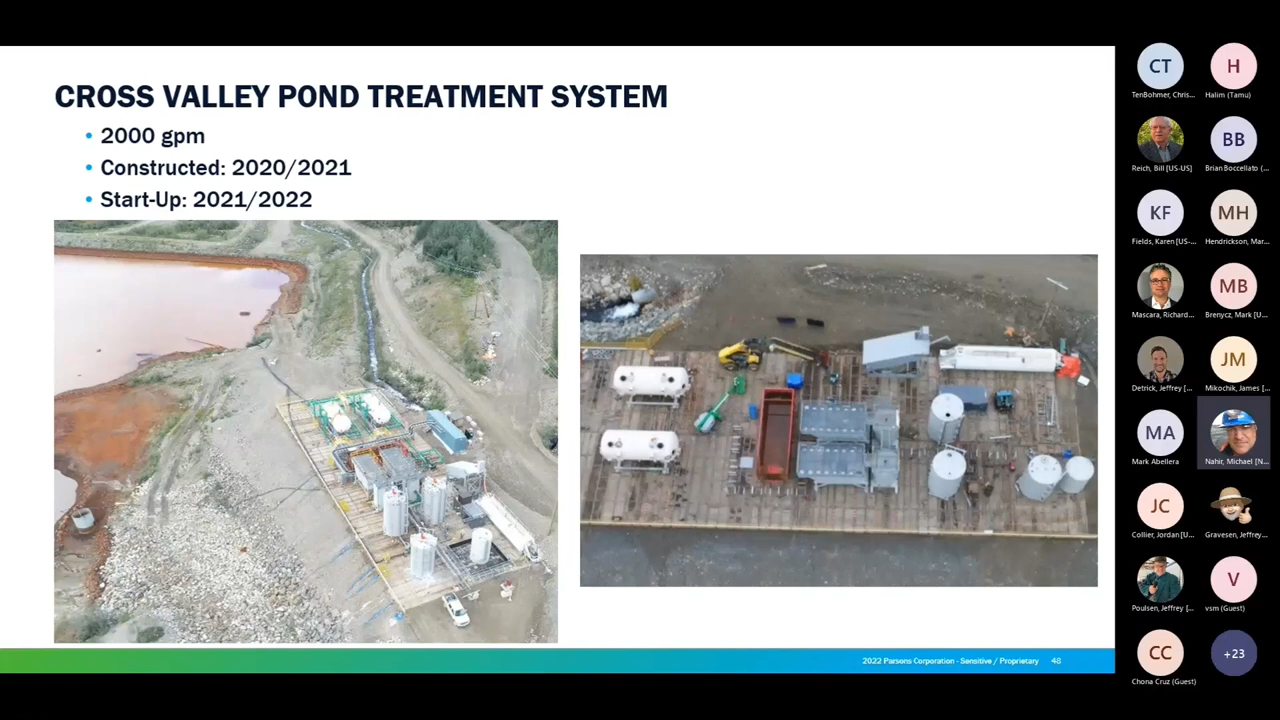 CROSS VALLEY POND TREATMENT SYSTEM
• 2000 gpm
• Constructed: 2020/2021
• Start-Up: 2021/2022
2022 Parsons Corporation - Sensitive / Proprietary 48
CT
H
TenBohmer, Chris...
Halim (Tamu)
BB
Reich, Bill [US-US]
Brian Boccellato (...
KF
MH
Fields, Karen [US-...
Hendrickson, Mar...
MB
Mascara, Richard...
Brenycz, Mark [U...
JM
Detrick, Jeffrey [...
Mikochik, James [...
MA
Mark Abellera
Nahir, Michael [N...
JC
Collier, Jordan [U...
Gravesen, Jeffrey...
V
Poulsen, Jeffrey [...
vsm (Guest)
CC
+23
Chona Cruz (Guest)